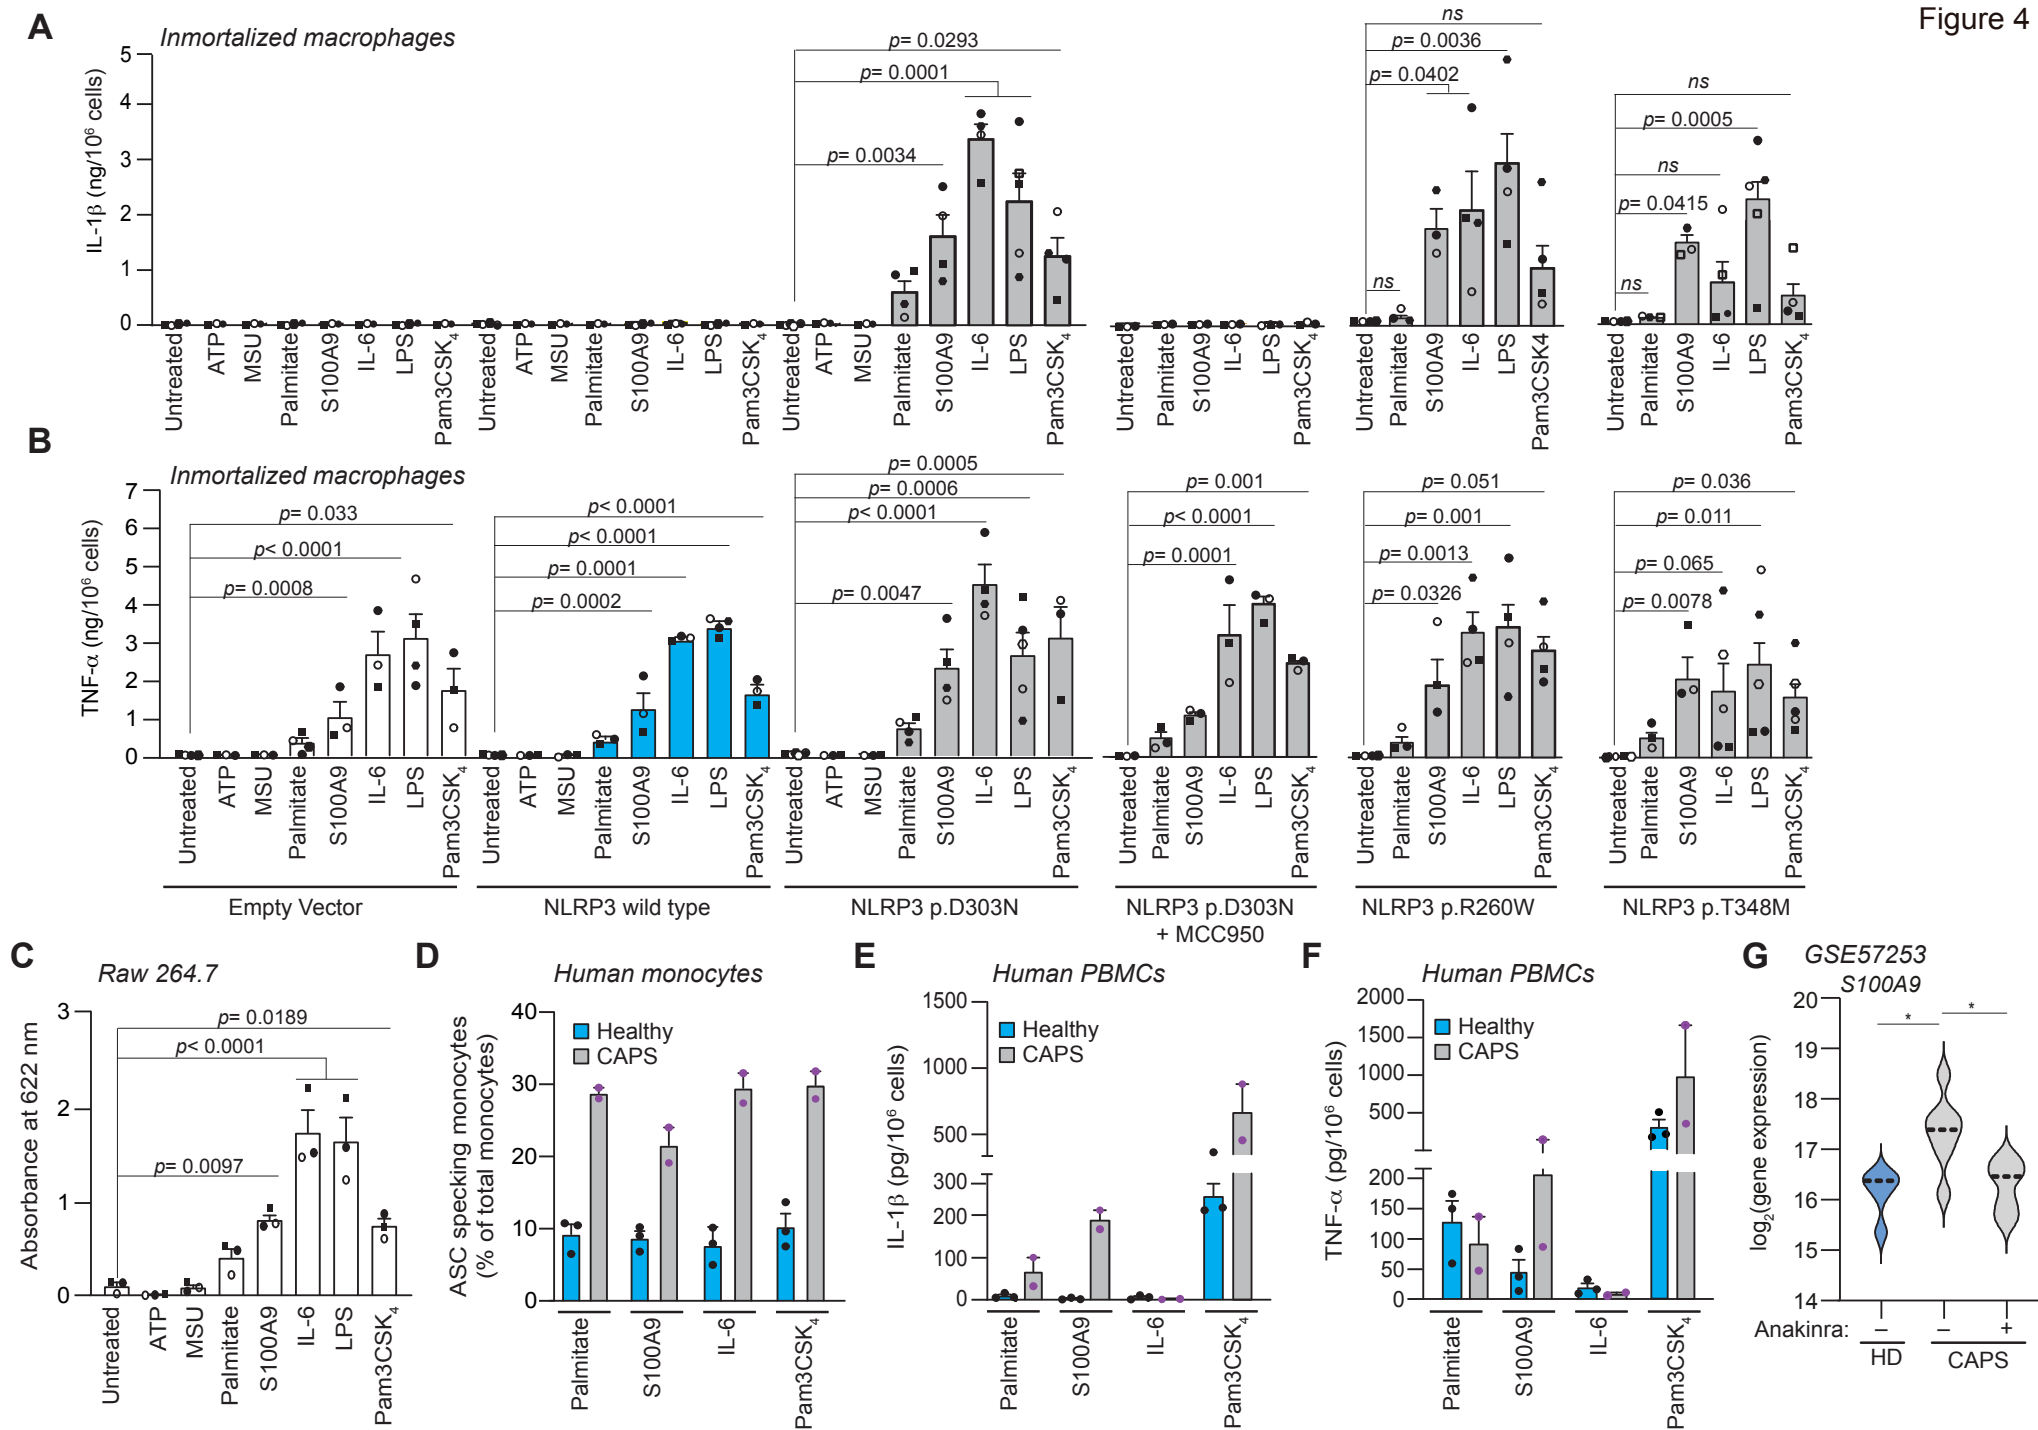 Figure 4
A
Inmortalized macrophages
IL-1β (ng/10⁶ cells)
5
4
3
2
1
0
p= 0.0293
p= 0.0001
p= 0.0034
ns
p= 0.0036
p= 0.0402
ns
ns
p= 0.0005
ns
p= 0.0415
ns
Untreated
ATP
MSU
Palmitate
S100A9
IL-6
LPS
Pam3CSK₄
Untreated
ATP
MSU
Palmitate
S100A9
IL-6
LPS
Pam3CSK₄
Untreated
ATP
MSU
Palmitate
S100A9
IL-6
LPS
Pam3CSK₄
Untreated
Palmitate
S100A9
IL-6
LPS
Pam3CSK₄
Untreated
Palmitate
S100A9
IL-6
LPS
Pam3CSK4
Untreated
Palmitate
S100A9
IL-6
LPS
Pam3CSK₄
B
Inmortalized macrophages
TNF-α (ng/10⁶ cells)
7
6
5
4
3
2
1
0
p= 0.033
p< 0.0001
p= 0.0008
p< 0.0001
p< 0.0001
p= 0.0001
p= 0.0002
p= 0.0005
p= 0.0006
p< 0.0001
p= 0.0047
p= 0.001
p< 0.0001
p= 0.0001
p= 0.051
p= 0.001
p= 0.0013
p= 0.0326
p= 0.036
p= 0.011
p= 0.065
p= 0.0078
Untreated
ATP
MSU
Palmitate
S100A9
IL-6
LPS
Pam3CSK₄
Untreated
ATP
MSU
Palmitate
S100A9
IL-6
LPS
Pam3CSK₄
Untreated
ATP
MSU
Palmitate
S100A9
IL-6
LPS
Pam3CSK₄
Untreated
Palmitate
S100A9
IL-6
LPS
Pam3CSK₄
Untreated
Palmitate
S100A9
IL-6
LPS
Pam3CSK₄
Untreated
Palmitate
S100A9
IL-6
LPS
Pam3CSK₄
Empty Vector
NLRP3 wild type
NLRP3 p.D303N
NLRP3 p.D303N
+ MCC950
NLRP3 p.R260W
NLRP3 p.T348M
C
Raw 264.7
Absorbance at 622 nm
3
2
1
0
p= 0.0189
p< 0.0001
p= 0.0097
Untreated
ATP
MSU
Palmitate
S100A9
IL-6
LPS
Pam3CSK₄
D
Human monocytes
ASC specking monocytes
(% of total monocytes)
40
30
20
10
0
Healthy
CAPS
Palmitate
S100A9
IL-6
Pam3CSK₄
E
Human PBMCs
IL-1β (pg/10⁶ cells)
1500
1000
500
300
200
100
0
Healthy
CAPS
Palmitate
S100A9
IL-6
Pam3CSK₄
F
Human PBMCs
TNF-α (pg/10⁶ cells)
2000
1500
1000
500
200
150
100
50
0
Healthy
CAPS
Palmitate
S100A9
IL-6
Pam3CSK₄
G
GSE57253
S100A9
log₂(gene expression)
20
19
18
17
16
15
14
*
*
Anakinra: – – +
HD
CAPS